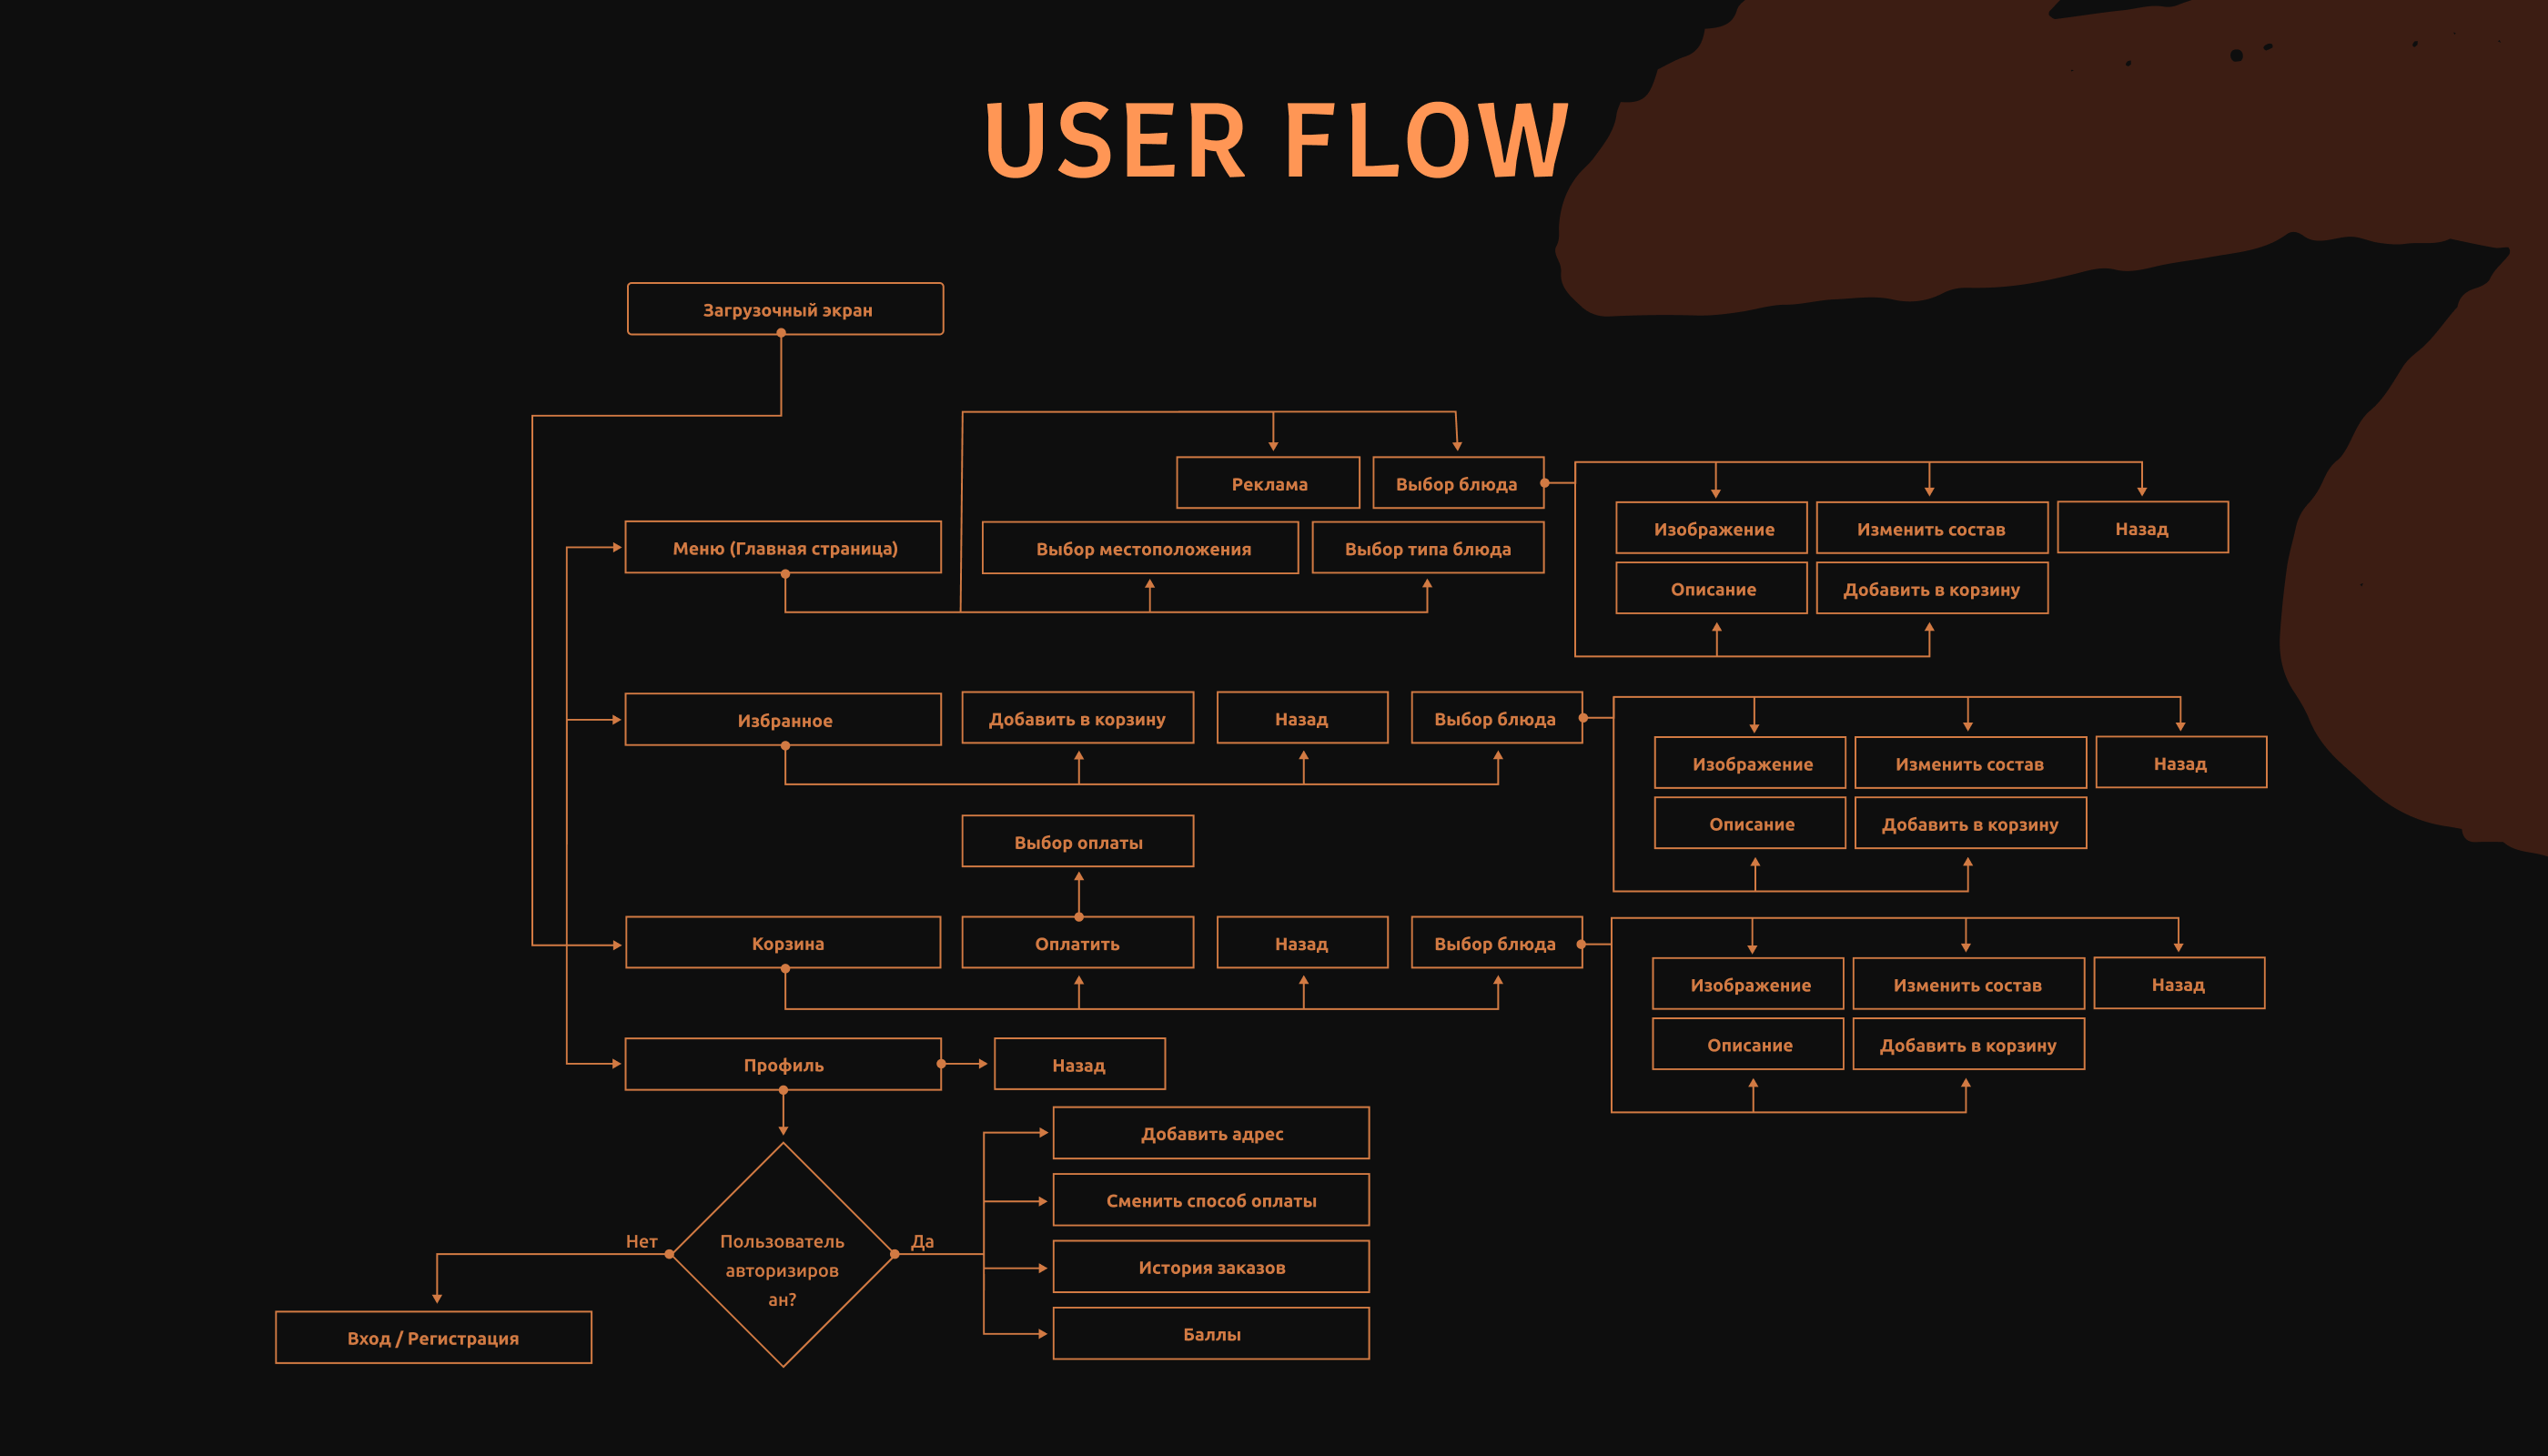 USER FLOW
Загрузочный экран
Реклама
Выбор блюда
Меню (Главная страница)
Выбор местоположения
Выбор типа блюда
Изображение
Изменить состав
Назад
Описание
Добавить в корзину
Избранное
Добавить в корзину
Назад
Выбор блюда
Изображение
Изменить состав
Назад
Описание
Добавить в корзину
Выбор оплаты
Корзина
Оплатить
Назад
Выбор блюда
Изображение
Изменить состав
Назад
Описание
Добавить в корзину
Профиль
Назад
Нет
Пользователь
авторизиров
ан?
Да
Добавить адрес
Сменить способ оплаты
История заказов
Баллы
Вход / Регистрация